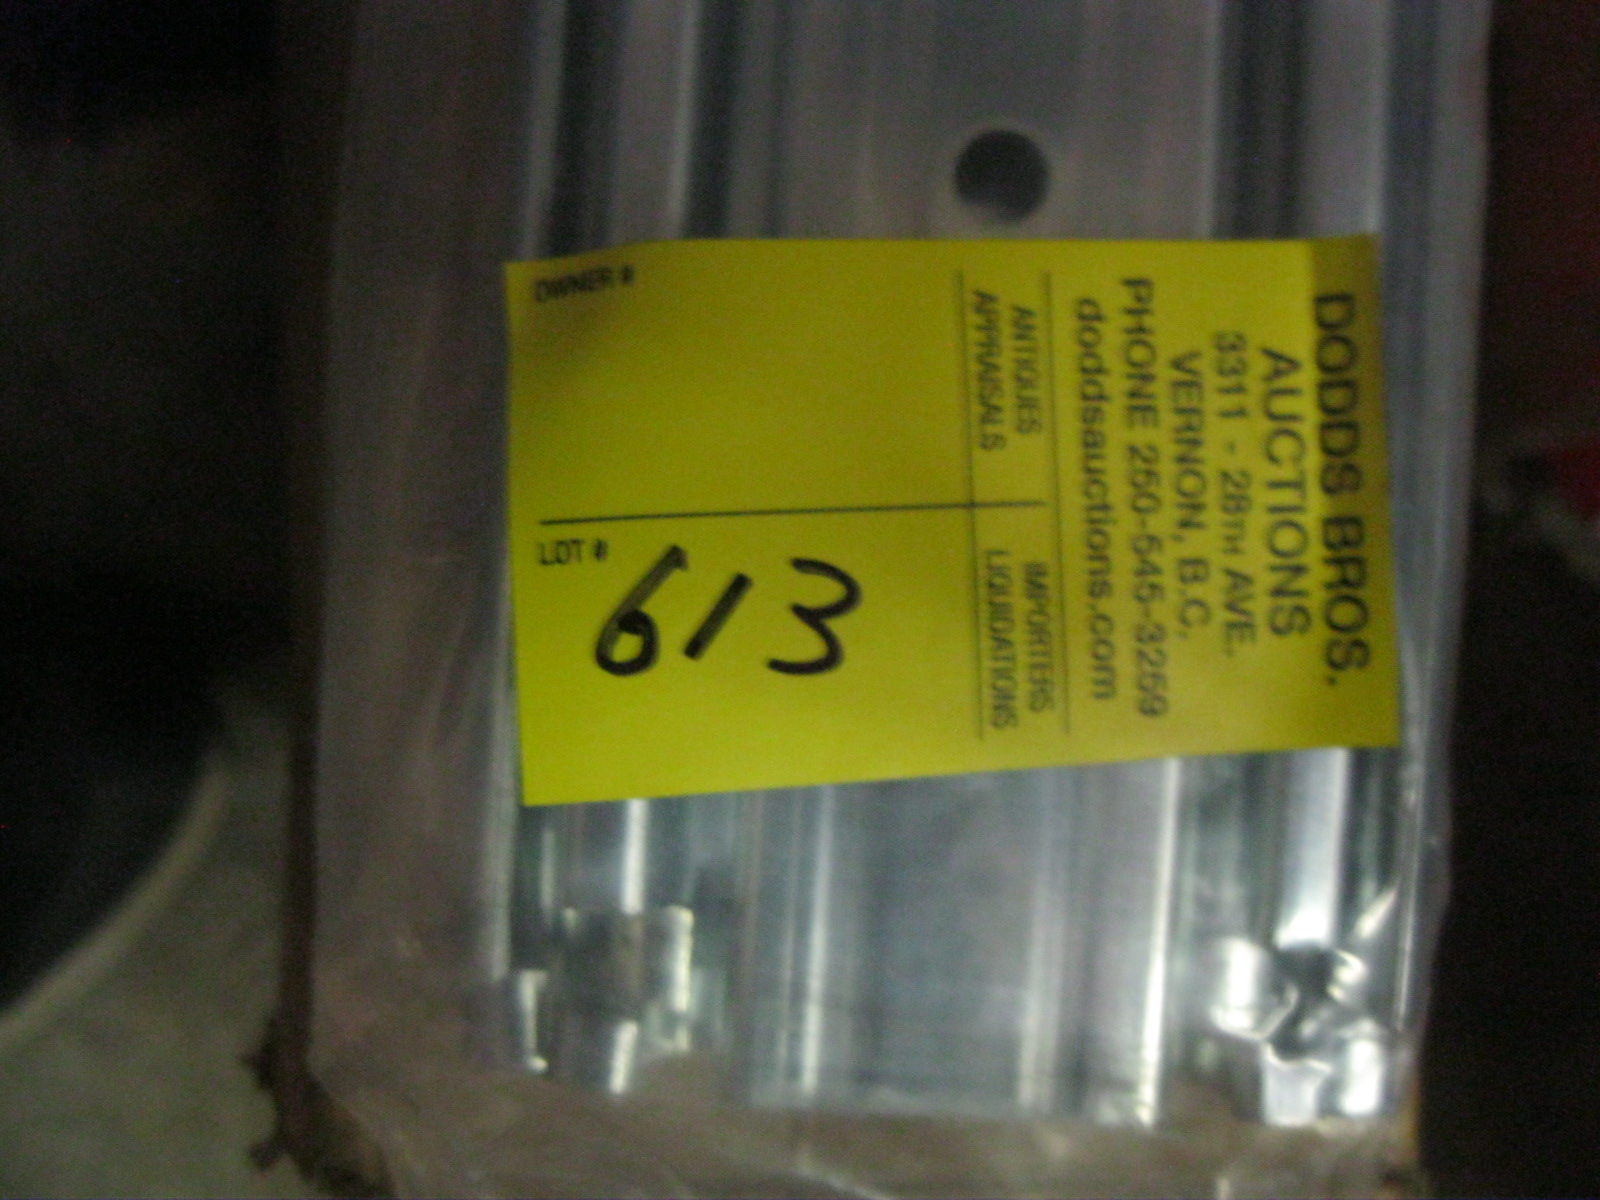 DODDS BROS.
AUCTIONS
3311 - 28TH AVE.
VERNON, B.C.
PHONE 250-545-3259
doddsauctions.com
ANTIQUES IMPORTERS
APPRAISALS LIQUIDATIONS
OWNER #
LOT #
613